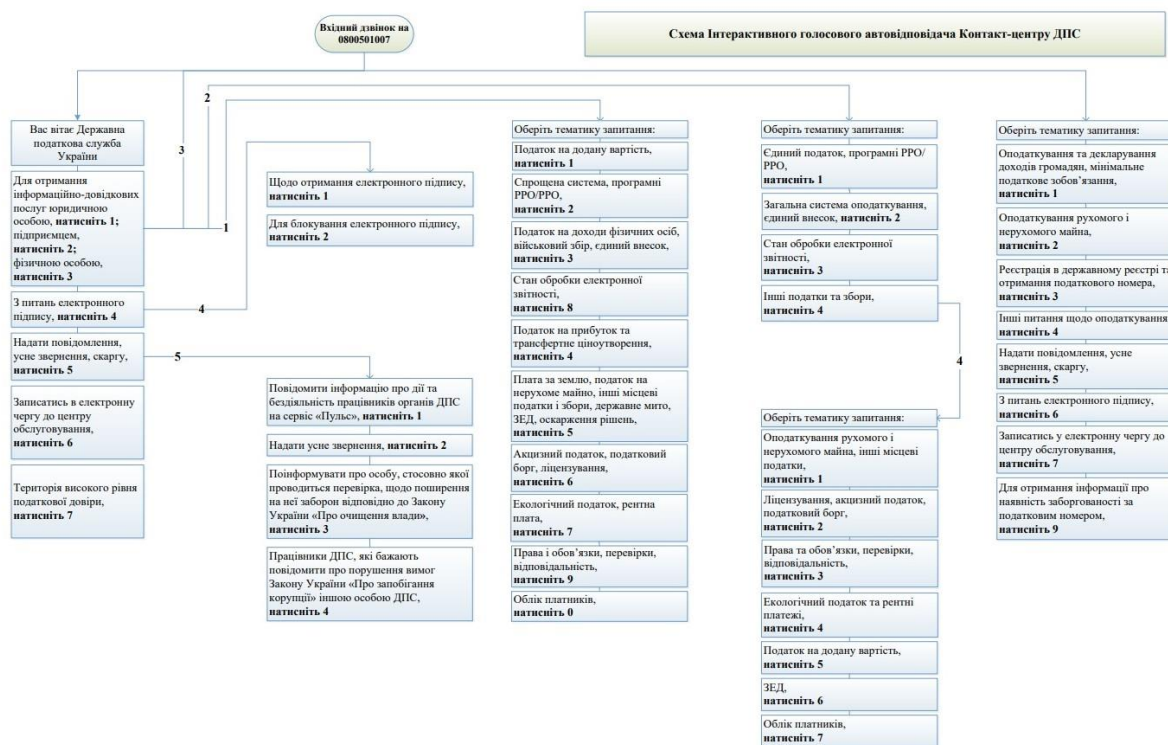 Вхідний дзвінок на
0800501007
Схема Інтерактивного голосового автовідповідача Контакт-центру ДПС
Вас вітає Державна
податкова служба
України
Для отримання
інформаційно-довідкових
послуг юридичною
особою, натисніть 1;
підприємцем,
натисніть 2;
фізичною особою,
натисніть 3
З питань електронного
підпису, натисніть 4
Надати повідомлення,
усне звернення, скаргу,
натисніть 5
Записатись в електронну
чергу до центру
обслуговування,
натисніть 6
Територія високого рівня
податкової довіри,
натисніть 7
3
2
1
4
5
Щодо отримання електронного підпису,
натисніть 1
Для блокування електронного підпису,
натисніть 2
Повідомити інформацію про дії та
бездіяльність працівників органів ДПС
на сервіс «Пульс», натисніть 1
Надати усне звернення, натисніть 2
Поінформувати про особу, стосовно якої
проводиться перевірка, щодо поширення
на неї заборон відповідно до Закону
України «Про очищення влади»,
натисніть 3
Працівники ДПС, які бажають
повідомити про порушення вимог
Закону України «Про запобігання
корупції» іншою особою ДПС,
натисніть 4
Оберіть тематику запитання:
Податок на додану вартість,
натисніть 1
Спрощена система, програмні
РРО/РРО,
натисніть 2
Податок на доходи фізичних осіб,
військовий збір, єдиний внесок,
натисніть 3
Стан обробки електронної
звітності,
натисніть 8
Податок на прибуток та
трансфертне ціноутворення,
натисніть 4
Плата за землю, податок на
нерухоме майно, інші місцеві
податки і збори, державне мито,
ЗЕД, оскарження рішень,
натисніть 5
Акцизний податок, податковий
борг, ліцензування,
натисніть 6
Екологічний податок, рентна
плата,
натисніть 7
Права і обов’язки, перевірки,
відповідальність,
натисніть 9
Облік платників,
натисніть 0
Оберіть тематику запитання:
Єдиний податок, програмні РРО/
РРО,
натисніть 1
Загальна система оподаткування,
єдиний внесок, натисніть 2
Стан обробки електронної
звітності,
натисніть 3
Інші податки та збори,
натисніть 4
4
Оберіть тематику запитання:
Оподаткування рухомого і
нерухомого майна, інші місцеві
податки,
натисніть 1
Ліцензування, акцизний податок,
податковий борг,
натисніть 2
Права та обов’язки, перевірки,
відповідальність,
натисніть 3
Екологічний податок та рентні
платежі,
натисніть 4
Податок на додану вартість,
натисніть 5
ЗЕД,
натисніть 6
Облік платників,
натисніть 7
Оберіть тематику запитання:
Оподаткування та декларування
доходів громадян, мінімальне
податкове зобов’язання,
натисніть 1
Оподаткування рухомого і
нерухомого майна,
натисніть 2
Реєстрація в державному реєстрі та
отримання податкового номера,
натисніть 3
Інші питання щодо оподаткування,
натисніть 4
Надати повідомлення, усне
звернення, скаргу,
натисніть 5
З питань електронного підпису,
натисніть 6
Записатись у електронну чергу до
центру обслуговування,
натисніть 7
Для отримання інформації про
наявність заборгованості за
податковим номером,
натисніть 9